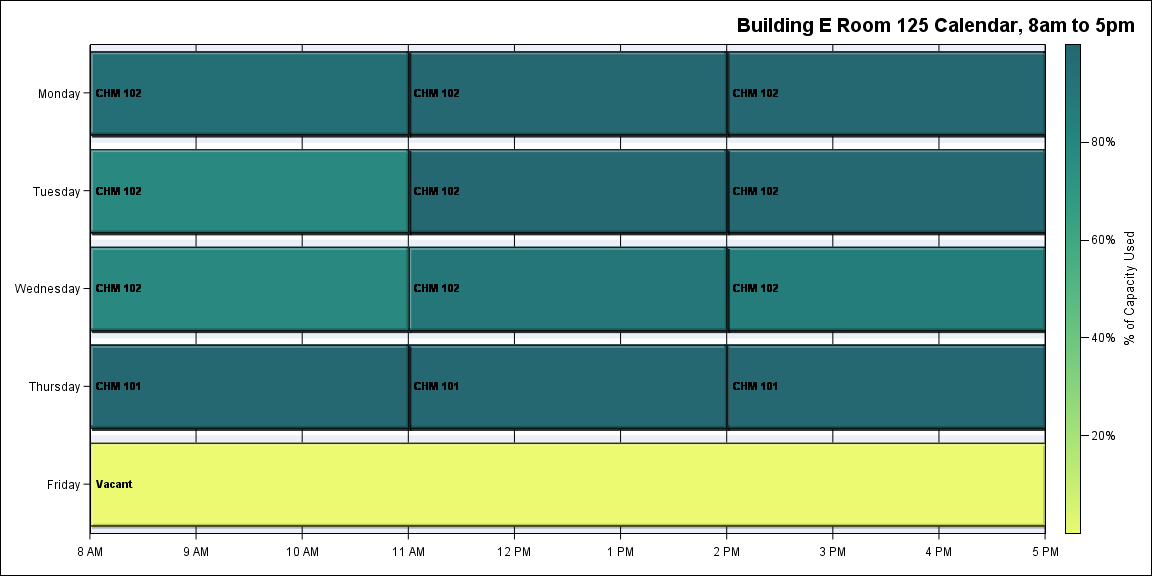 Building E Room 125 Calendar, 8am to 5pm
Monday
CHM 102
CHM 102
CHM 102
Tuesday
CHM 102
CHM 102
CHM 102
Wednesday
CHM 102
CHM 102
CHM 102
Thursday
CHM 101
CHM 101
CHM 101
Friday
Vacant
8 AM
9 AM
10 AM
11 AM
12 PM
1 PM
2 PM
3 PM
4 PM
5 PM
80%
60%
40%
20%
% of Capacity Used